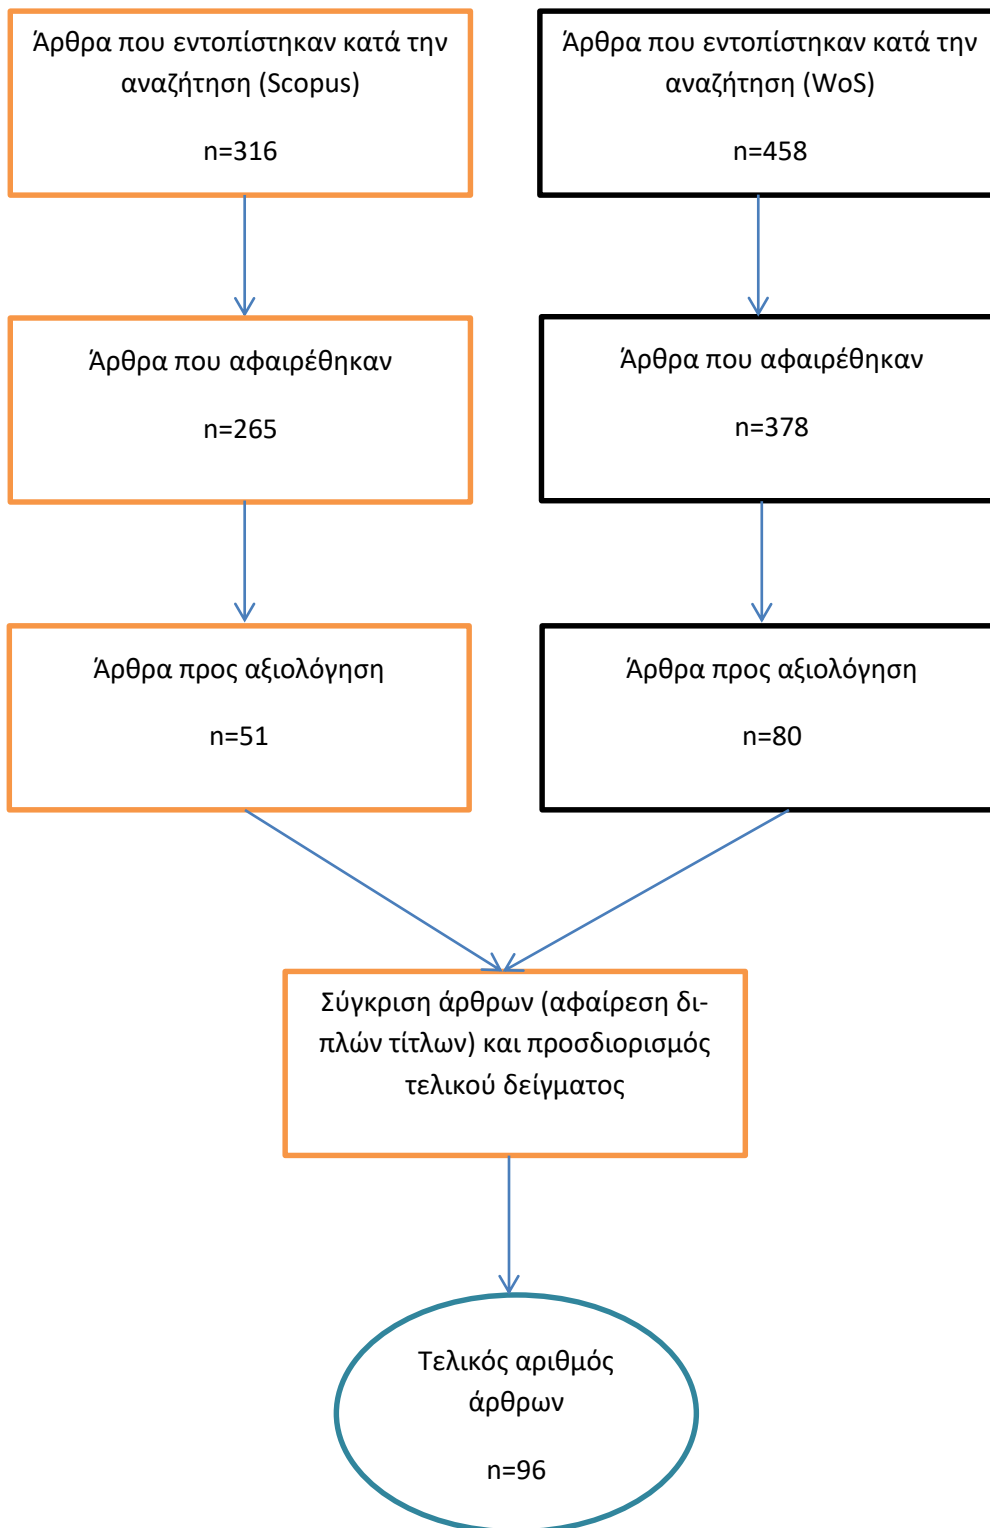 Άρθρα που εντοπίστηκαν κατά την
αναζήτηση (Scopus)
n=316
Άρθρα που εντοπίστηκαν κατά την
αναζήτηση (WoS)
n=458
Άρθρα που αφαιρέθηκαν
n=265
Άρθρα που αφαιρέθηκαν
n=378
Άρθρα προς αξιολόγηση
n=51
Άρθρα προς αξιολόγηση
n=80
Σύγκριση άρθρων (αφαίρεση δι-
πλών τίτλων) και προσδιορισμός
τελικού δείγματος
Τελικός αριθμός
άρθρων
n=96